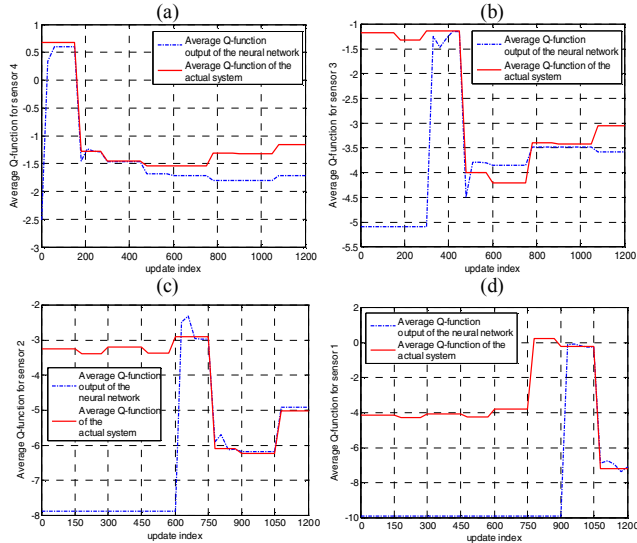 (a)
Average Q-function for sensor 4
1
0.5
0
-0.5
-1
-1.5
-2
-2.5
-3
Average Q-function
output of the neural network
Average Q-function of the
actual system
0
200
400
600
800
1000
1200
update index
(b)
Average Q-function for sensor 3
-1
-1.5
-2
-2.5
-3
-3.5
-4
-4.5
-5
-5.5
Average Q-function
output of the neural network
Average Q-function of the
actual system
0
200
400
600
800
1000
1200
update index
(c)
Average Q-function for sensor 2
-2
-3
-4
-5
-6
-7
-8
Average Q-function
output of the
neural network
Average Q-function
of the
actual system
0
150
300
450
600
750
900
1050
1200
update index
(d)
Average Q-function for sensor 1
0
-2
-4
-6
-8
-10
Average Q-function
output of the neural network
Average Q-function of the
actual system
0
150
300
450
600
750
900
1050
1200
update index